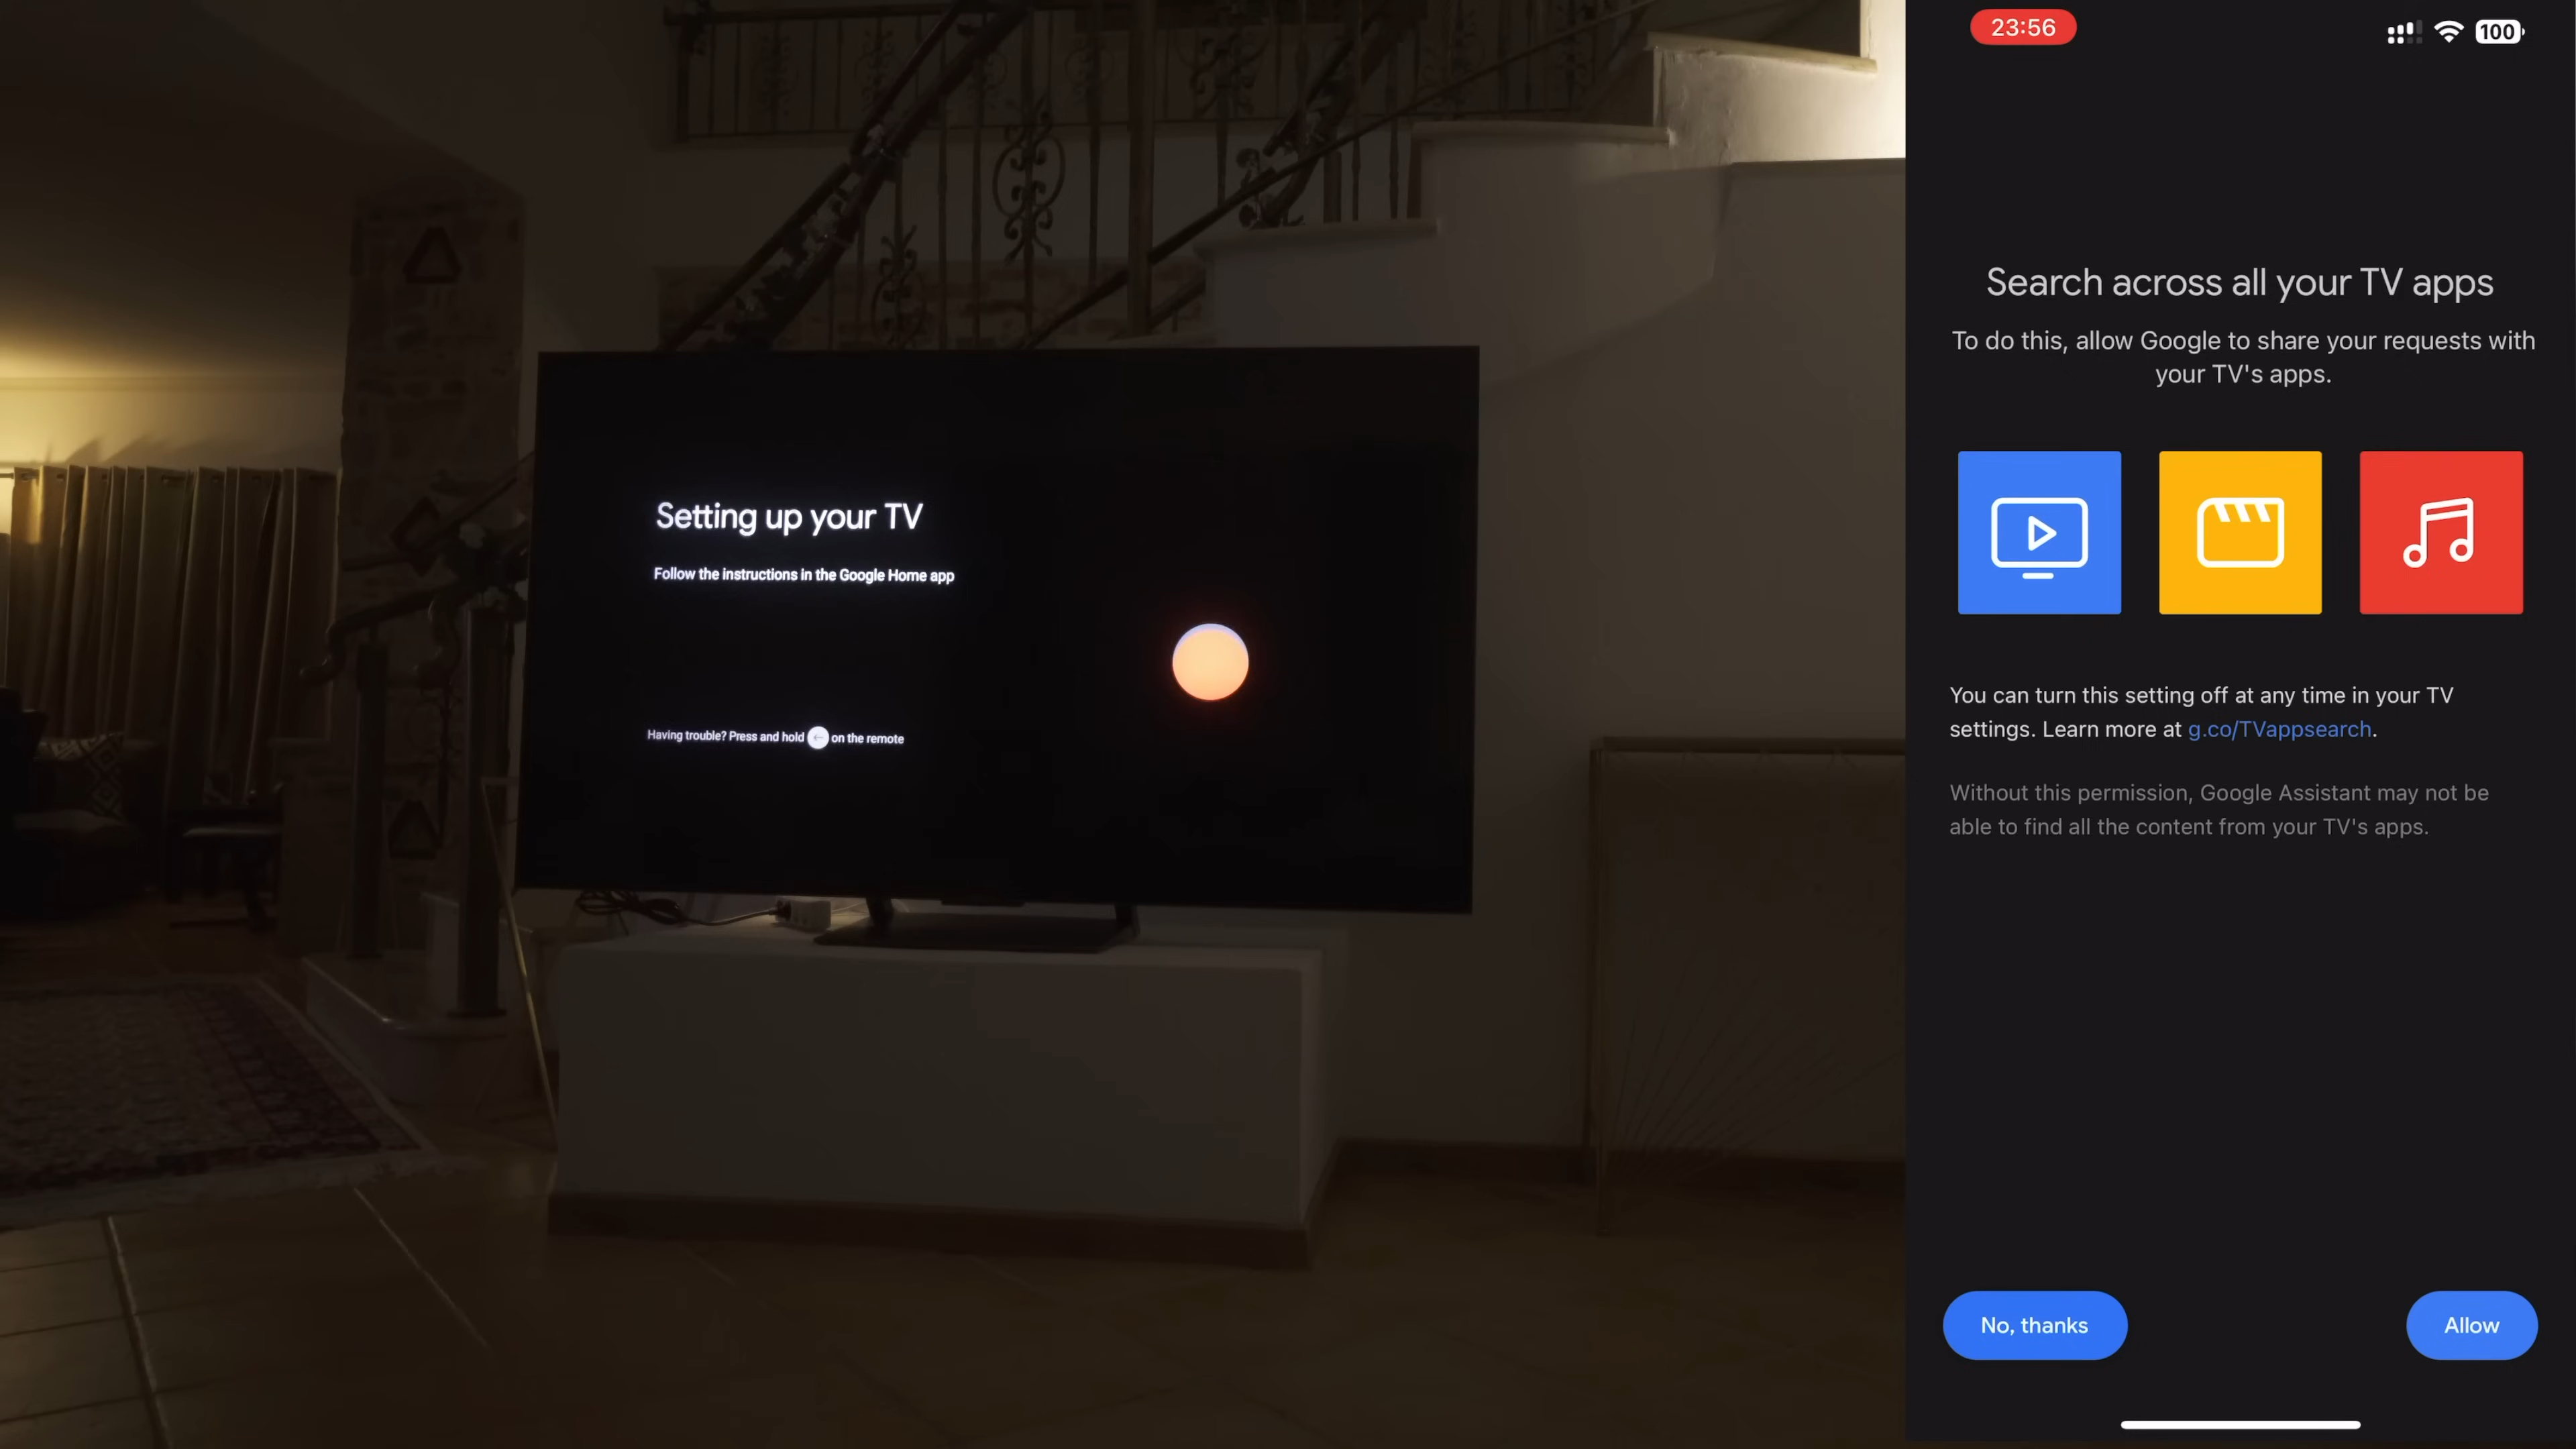 Setting up your TV
Follow the instructions in the Google Home app
Having trouble? Press and hold ← on the remote
23:56
100
Search across all your TV apps
To do this, allow Google to share your requests with
your TV's apps.
You can turn this setting off at any time in your TV
settings. Learn more at g.co/TVappsearch.
Without this permission, Google Assistant may not be
able to find all the content from your TV's apps.
No, thanks
Allow